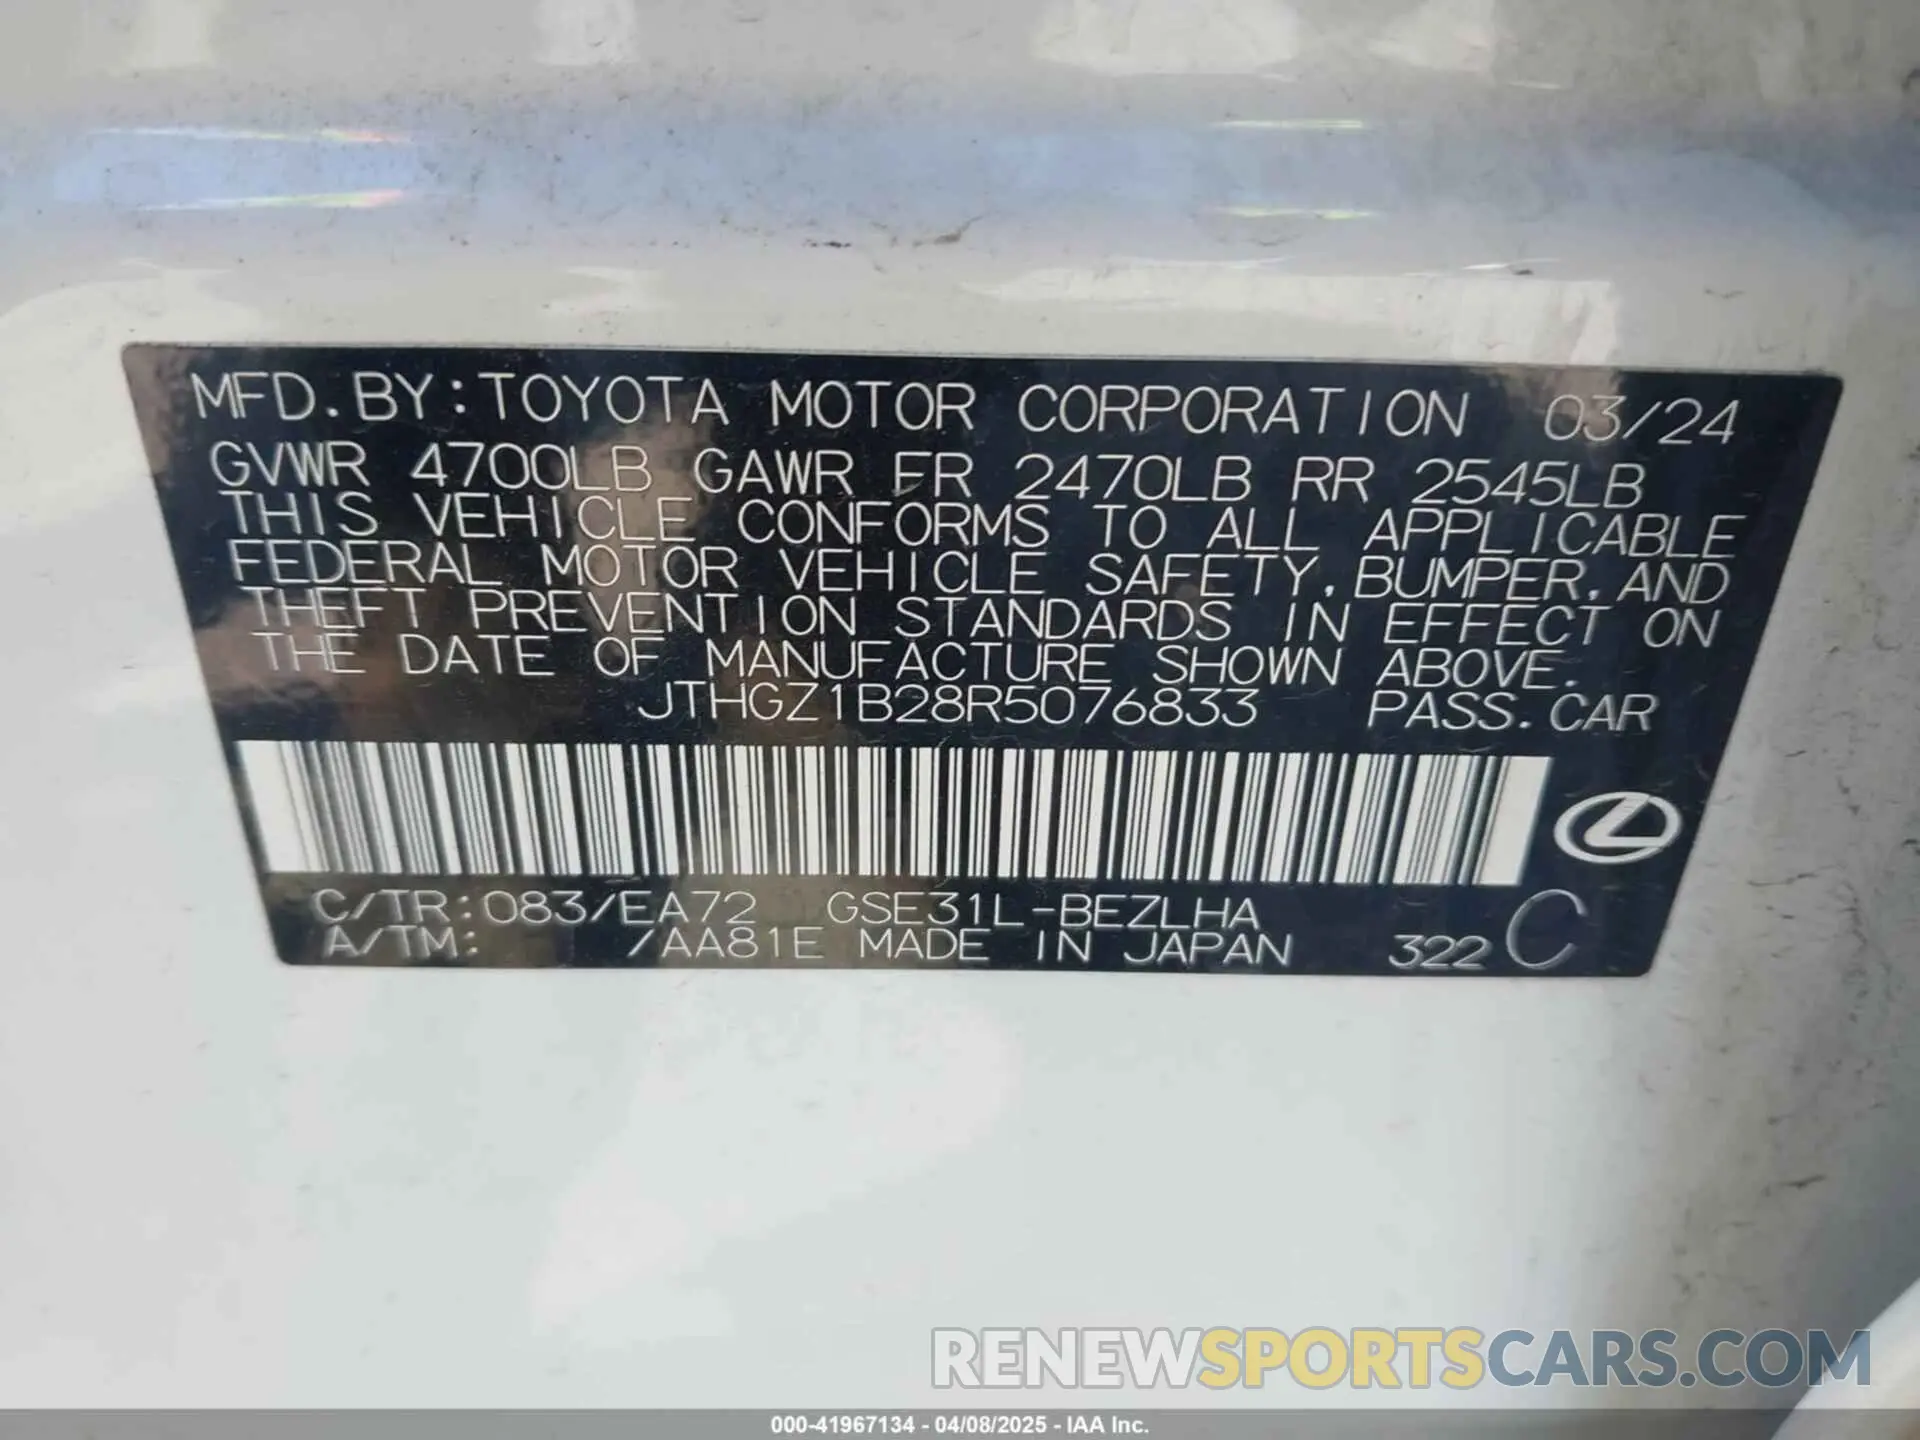 MFD.BY:TOYOTA MOTOR CORPORATION 03/24
GVWR 4700LB GAWR FR 2470LB RR 2545LB
THIS VEHICLE CONFORMS TO ALL APPLICABLE
FEDERAL MOTOR VEHICLE SAFETY,BUMPER,AND
THEFT PREVENTION STANDARDS IN EFFECT ON
THE DATE OF MANUFACTURE SHOWN ABOVE.
JTHGZ1B28R5076833 PASS.CAR
C/TR:083/EA72 GSE31L-BEZLHA
A/TM: /AA81E MADE IN JAPAN 322 C
RENEWSPORTSCARS.COM
000-41967134 - 04/08/2025 - IAA Inc.